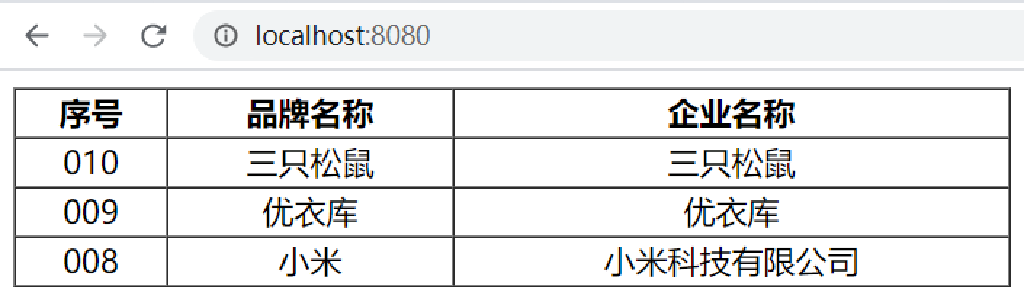 localhost:8080
序号 品牌名称 企业名称
010 三只松鼠 三只松鼠
009 优衣库 优衣库
008 小米 小米科技有限公司